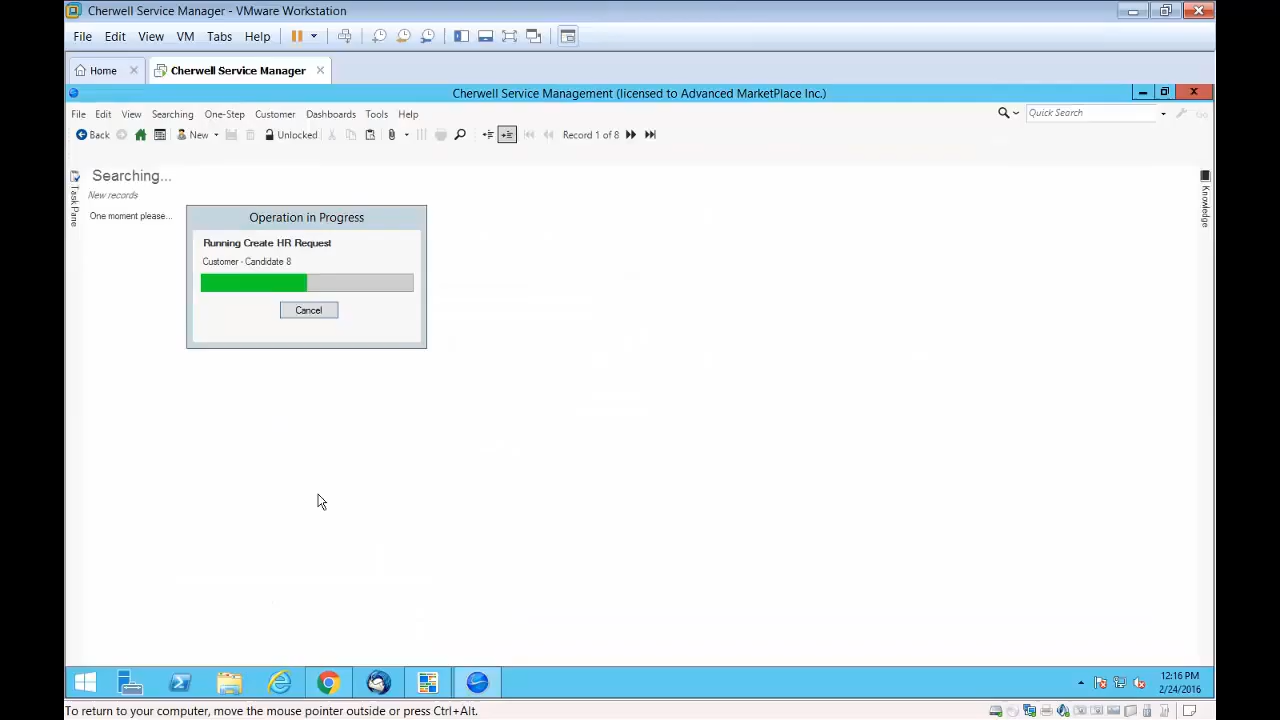 Cherwell Service Manager - VMware Workstation
File Edit View VM Tabs Help
Home Cherwell Service Manager
Cherwell Service Management (licensed to Advanced MarketPlace Inc.)
File Edit View Searching One-Step Customer Dashboards Tools Help Quick Search
Back New Unlocked Record 1 of 8
Searching...
New records
One moment please...
Task Pane
Operation in Progress
Running Create HR Request
Customer - Candidate 8
Cancel
Knowledge
12:16 PM
2/24/2016
To return to your computer, move the mouse pointer outside or press Ctrl+Alt.